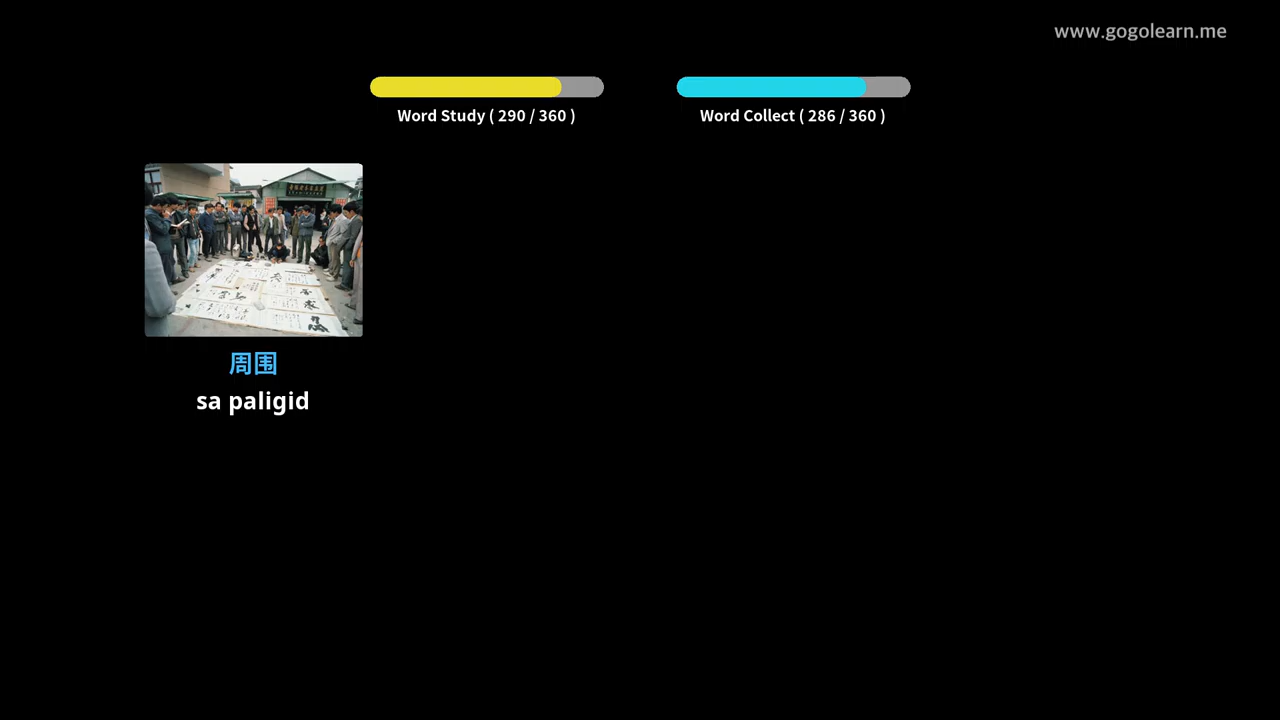 www.gogolearn.me
Word Study ( 290 / 360 )
Word Collect ( 286 / 360 )
周围
sa paligid